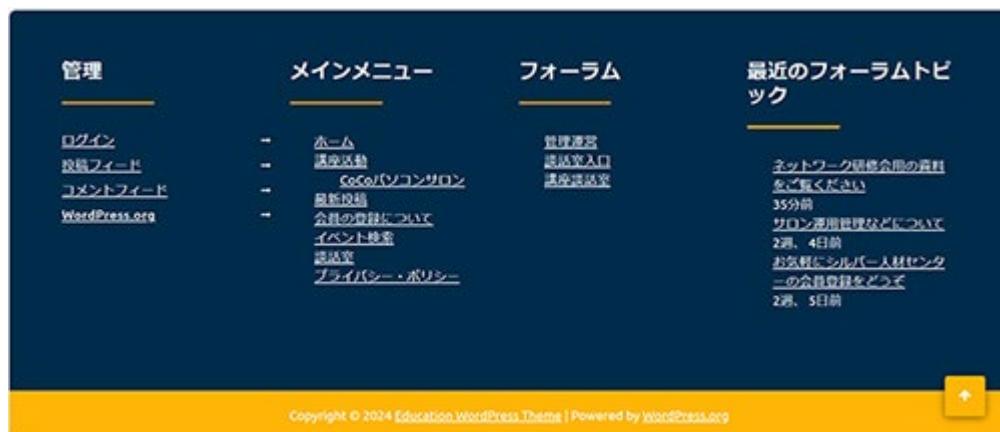 管理
ログイン
投稿フィード
コメントフィード
WordPress.org
メインメニュー
ホーム
講座活動
CoCoパソコンサロン
最新投稿
会員の登録について
イベント検索
談話室
プライバシー・ポリシー
フォーラム
管理運営
談話室入口
講座談話室
最近のフォーラムトピ
ック
ネットワーク研修会用の資料
をご覧ください
35分前
サロン運用管理などについて
2週、 4日前
お気軽にシルバー人材センタ
ーの会員登録をどうぞ
2週、 5日前
Copyright © 2024 Education WordPress Theme | Powered by WordPress.org